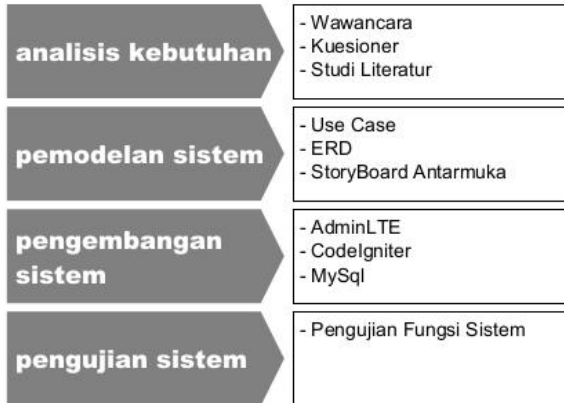 analisis kebutuhan
- Wawancara
- Kuesioner
- Studi Literatur
pemodelan sistem
- Use Case
- ERD
- StoryBoard Antarmuka
pengembangan
sistem
- AdminLTE
- CodeIgniter
- MySql
pengujian sistem
- Pengujian Fungsi Sistem